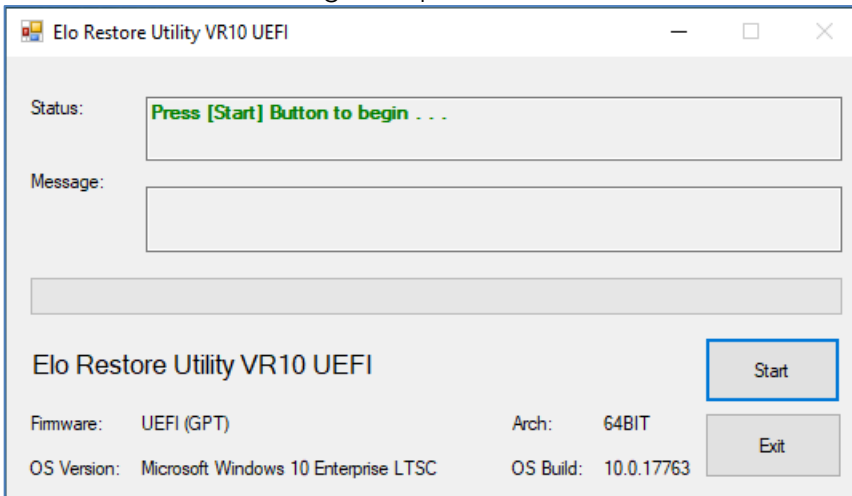 Elo Restore Utility VR10 UEFI
Status:
Press [Start] Button to begin . . .
Message:
Elo Restore Utility VR10 UEFI
Start
Firmware: UEFI (GPT) Arch: 64BIT
Exit
OS Version: Microsoft Windows 10 Enterprise LTSC OS Build: 10.0.17763